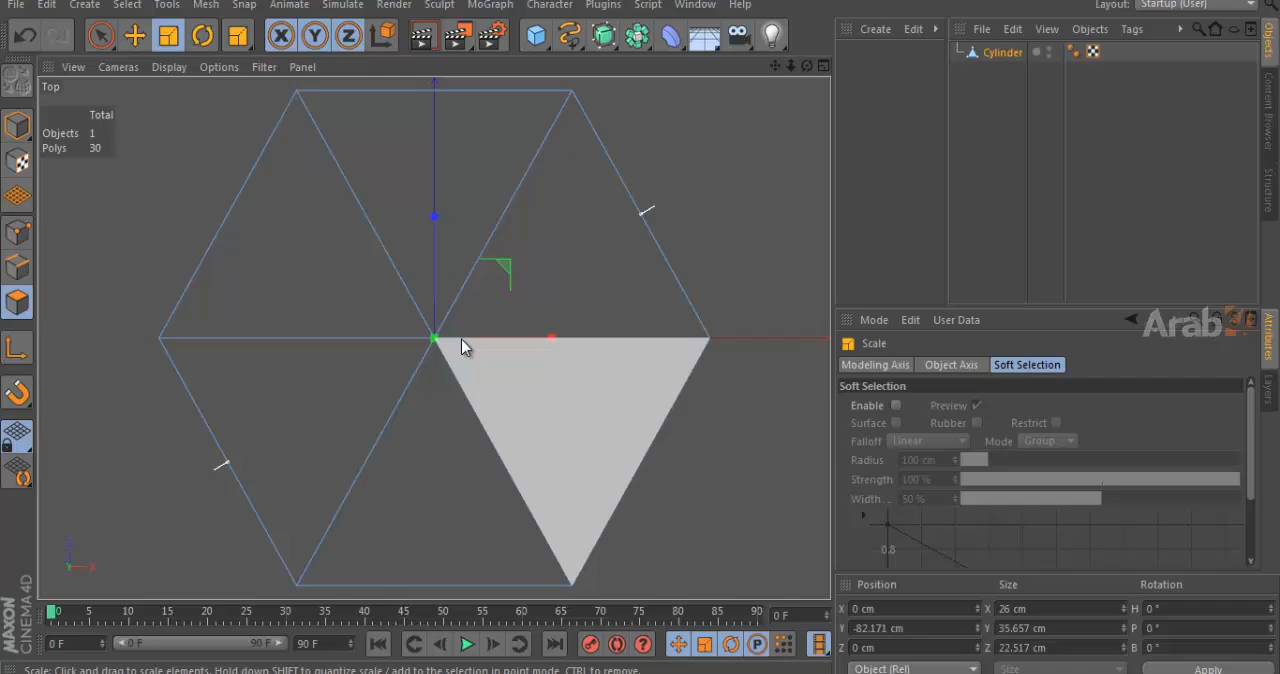 File Edit Create Select Tools Mesh Snap Animate Simulate Render Sculpt MoGraph Character Plugins Script Window Help
Layout: Startup (User)
Create Edit
File Edit View Objects Tags
View Cameras Display Options Filter Panel
Cylinder
Top
Total
Objects 1
Polys 30
Objects
Content Browser
Structure
Mode Edit User Data
Arab
Scale
Attributes
Layers
Modeling Axis Object Axis Soft Selection
Soft Selection
Enable Preview
Surface Rubber Restrict
Falloff Linear Mode Group
Radius 100 cm
Strength 100 %
Width.. 50 %
0.8
Y
X
Position Size Rotation
X 0 cm X 26 cm H 0 °
Y -82.171 cm Y 35.657 cm P 0 °
Z 0 cm Z 22.517 cm B 0 °
Object (Rel) Size Apply
0 5 10 15 20 25 30 35 40 45 50 55 60 65 70 75 80 85 90 0 F
0 F 0 F 90 F 90 F
MAXON
CINEMA 4D
Scale: Click and drag to scale elements. Hold down SHIFT to quantize scale / add to the selection in point mode, CTRL to remove.